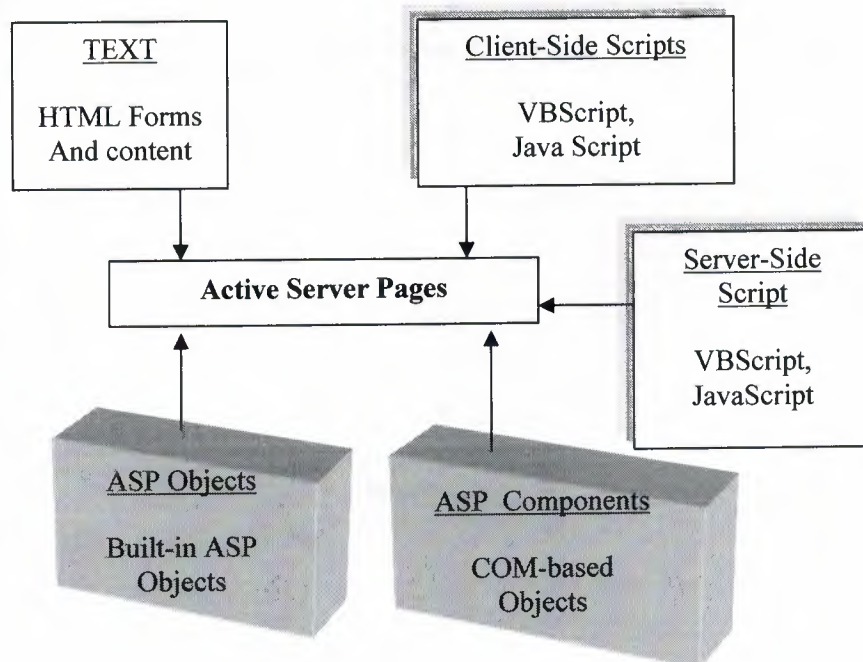 TEXT
HTML Forms
And content
Client-Side Scripts
VBScript,
Java Script
Active Server Pages
Server-Side
Script
VBScript,
JavaScript
ASP Objects
Built-in ASP
Objects
ASP Components
COM-based
Objects